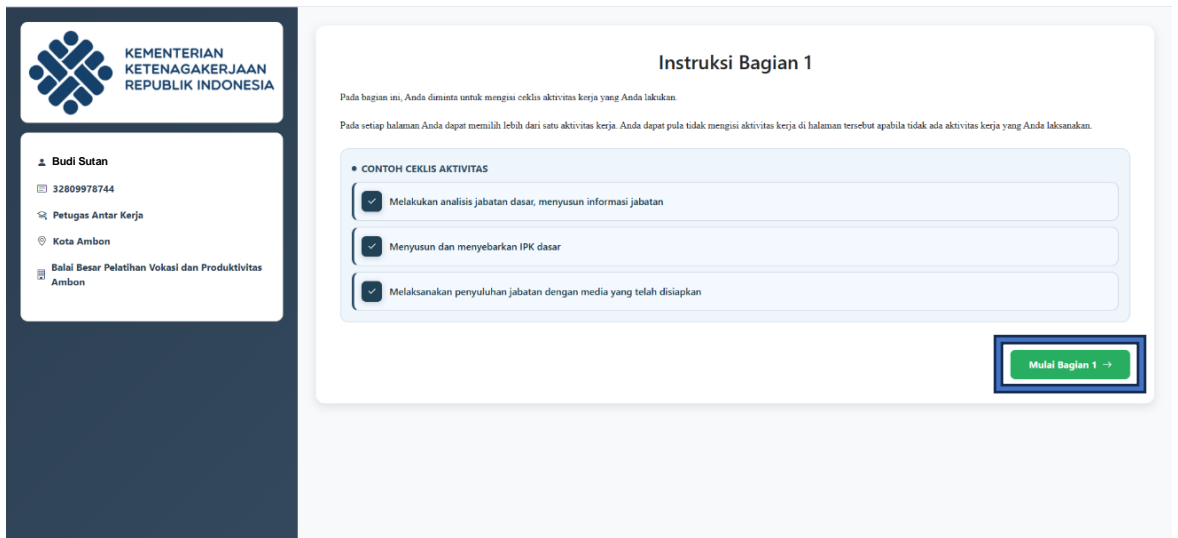 KEMENTERIAN
KETENAGAKERJAAN
REPUBLIK INDONESIA
Budi Sutan
32809978744
Petugas Antar Kerja
Kota Ambon
Balai Besar Pelatihan Vokasi dan Produktivitas
Ambon
Instruksi Bagian 1
Pada bagian ini, Anda diminta untuk mengisi ceklis aktivitas kerja yang Anda lakukan.
Pada setiap halaman Anda dapat memilih lebih dari satu aktivitas kerja. Anda dapat pula tidak mengisi aktivitas kerja di halaman tersebut apabila tidak ada aktivitas kerja yang Anda laksanakan.
• CONTOH CEKLIS AKTIVITAS
Melakukan analisis jabatan dasar, menyusun informasi jabatan
Menyusun dan menyebarkan IPK dasar
Melaksanakan penyuluhan jabatan dengan media yang telah disiapkan
Mulai Bagian 1 →